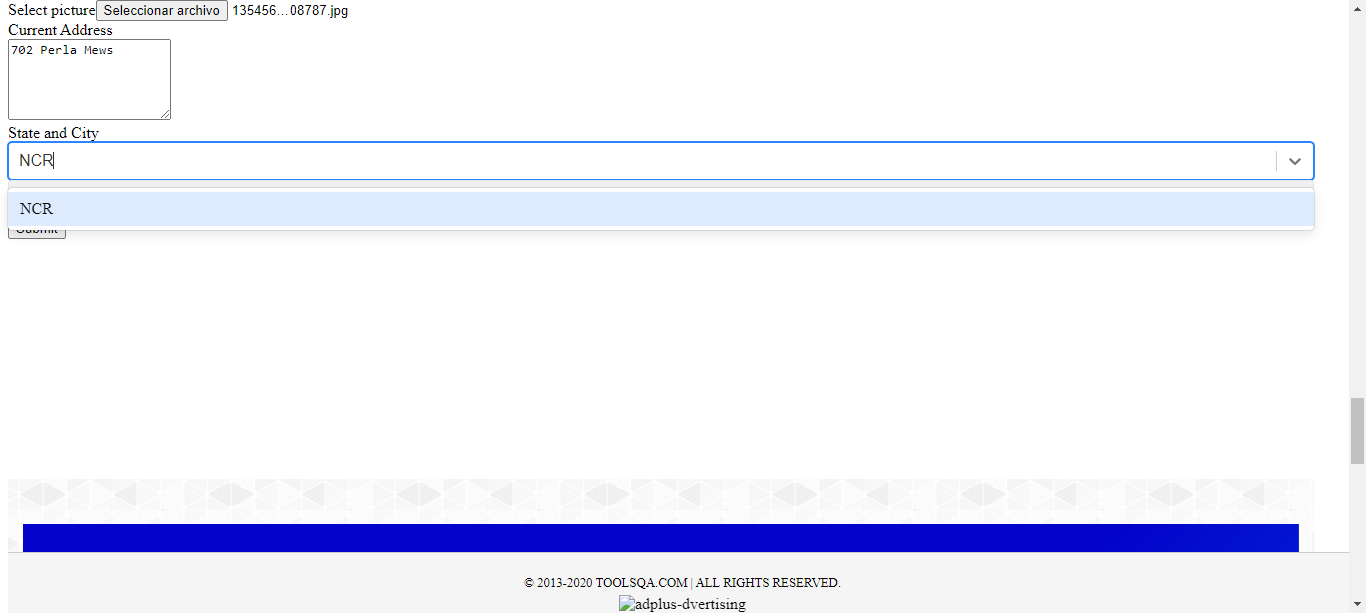 Select picture Seleccionar archivo 135456...08787.jpg
Current Address
702 Perla Mews
State and City
NCR
NCR
Submit
© 2013-2020 TOOLSQA.COM | ALL RIGHTS RESERVED.
adplus-dvertising